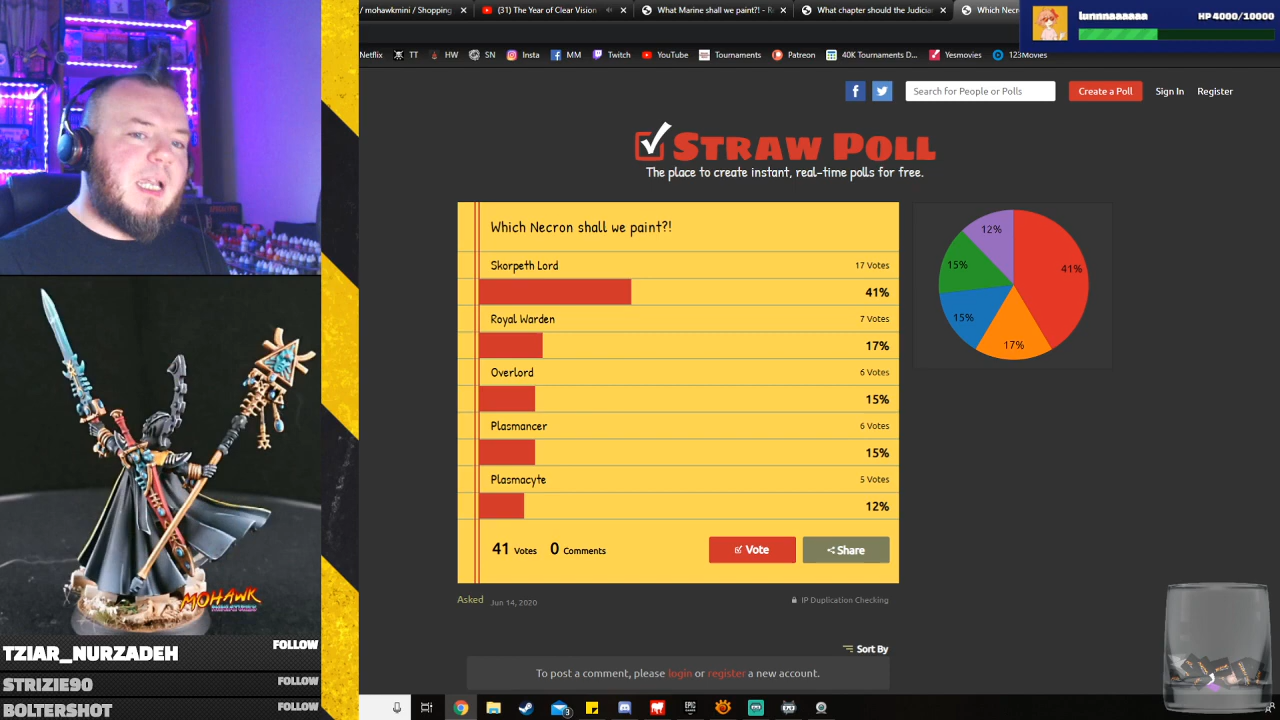 / mohawkmini / Shopping
(31) The Year of Clear Vision
What Marine shall we paint?! - R
What chapter should the Judiciar
Which Necr
lunnnaaaaaa
HP 4000/10000
Netflix
TT
HW
SN
Insta
MM
Twitch
YouTube
Tournaments
Patreon
40K Tournaments D...
Yesmovies
123Movies
Search for People or Polls
Create a Poll
Sign In
Register
STRAW POLL
The place to create instant, real-time polls for free.
Which Necron shall we paint?!
Skorpeth Lord
17 Votes
41%
Royal Warden
7 Votes
17%
Overlord
6 Votes
15%
Plasmancer
6 Votes
15%
Plasmacyte
5 Votes
12%
41 Votes
0 Comments
Vote
Share
12%
15%
15%
17%
41%
Asked Jun 14, 2020
IP Duplication Checking
Sort By
To post a comment, please login or register a new account.
MOHAWK
MINIATURES
TZIAR_NURZADEH
FOLLOW
STRIZIE90
FOLLOW
BOLTERSHOT
FOLLOW